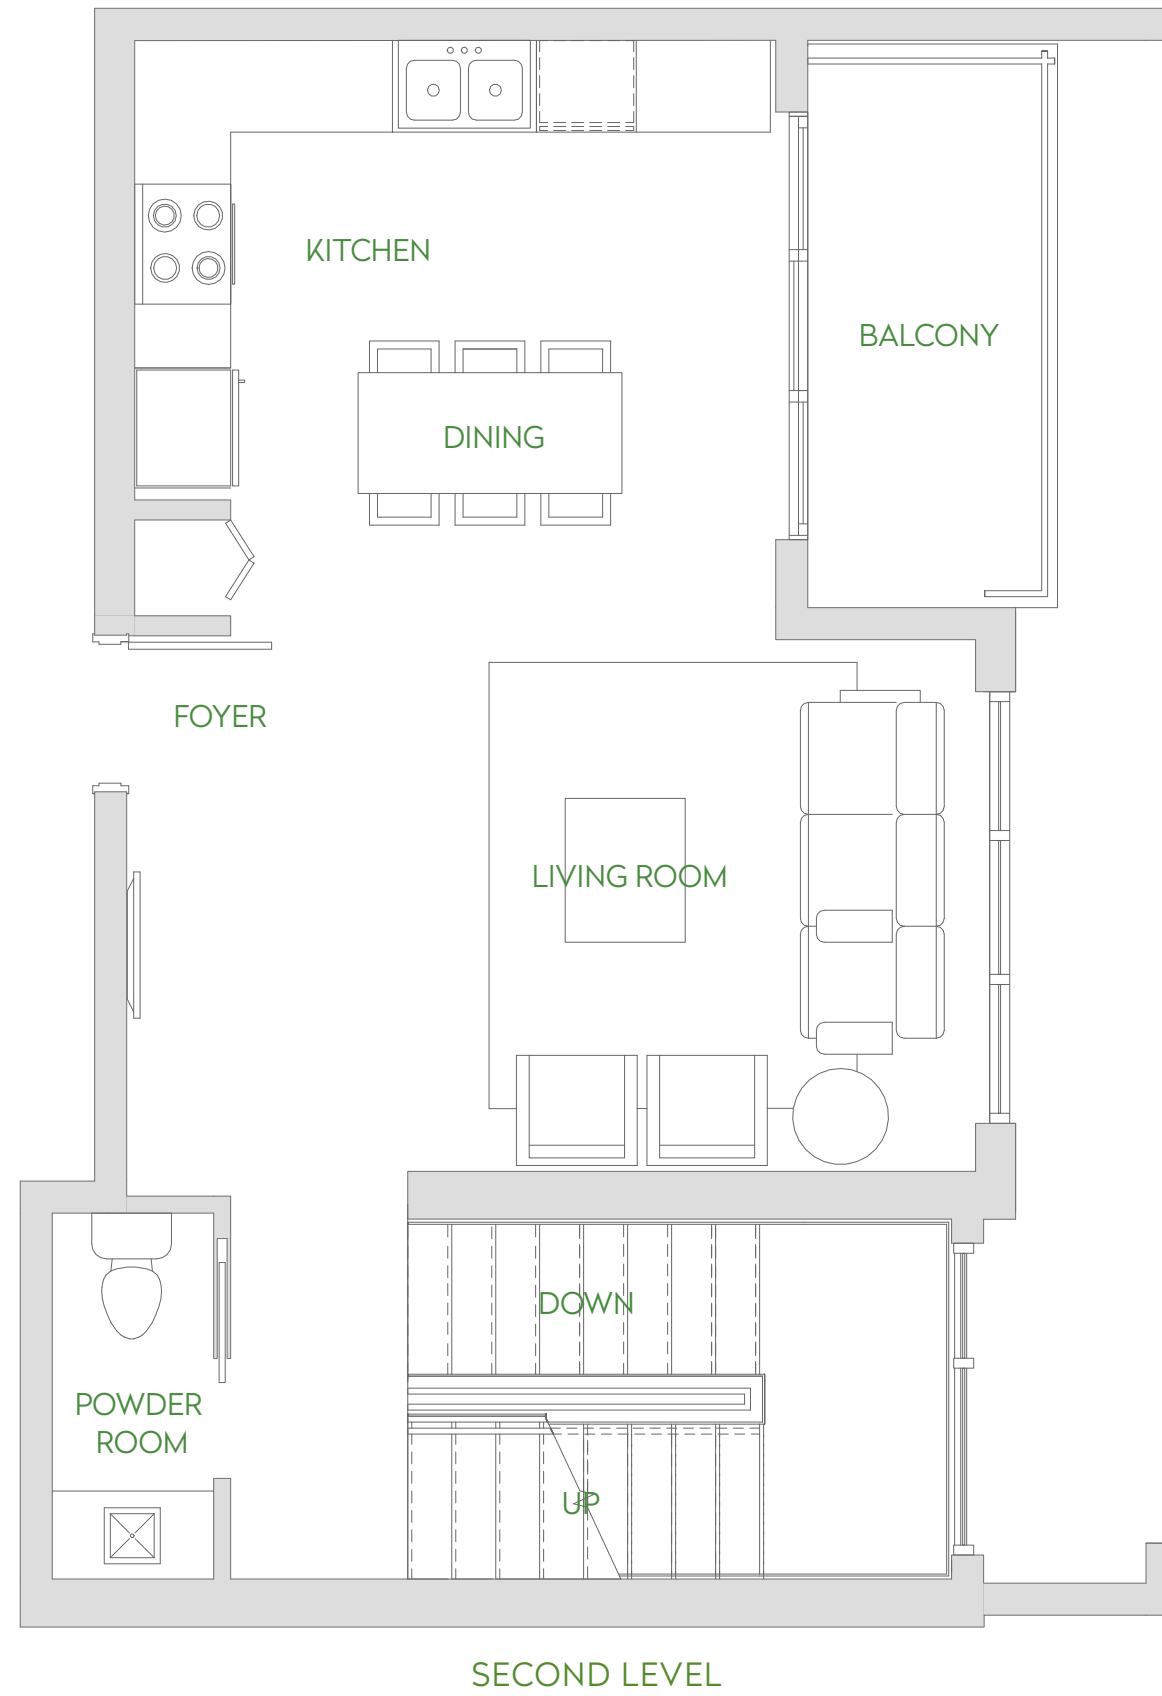 KITCHEN
BALCONY
DINING
FOYER
LIVING ROOM
DOWN
POWDER
ROOM
UP
SECOND LEVEL